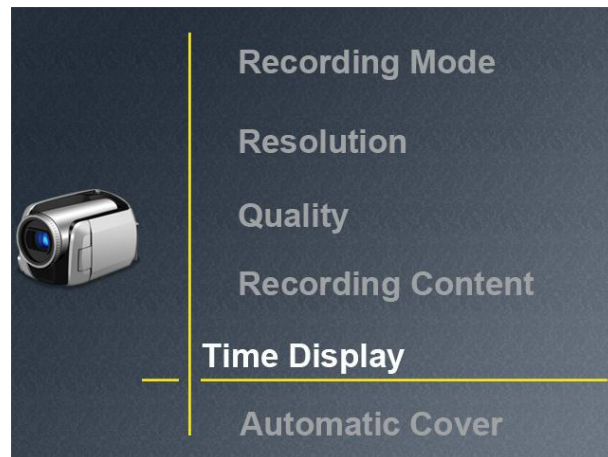 Recording Mode
Resolution
Quality
Recording Content
Time Display
Automatic Cover